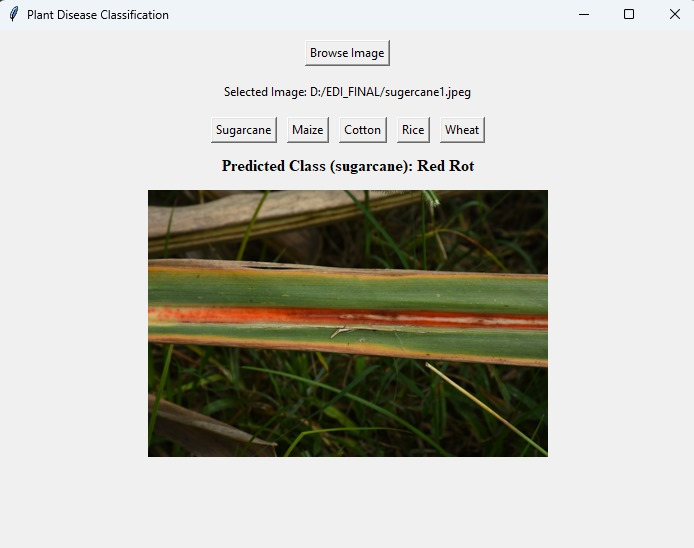 Plant Disease Classification
Browse Image
Selected Image: D:/EDI_FINAL/sugercane1.jpeg
Sugarcane Maize Cotton Rice Wheat
Predicted Class (sugarcane): Red Rot